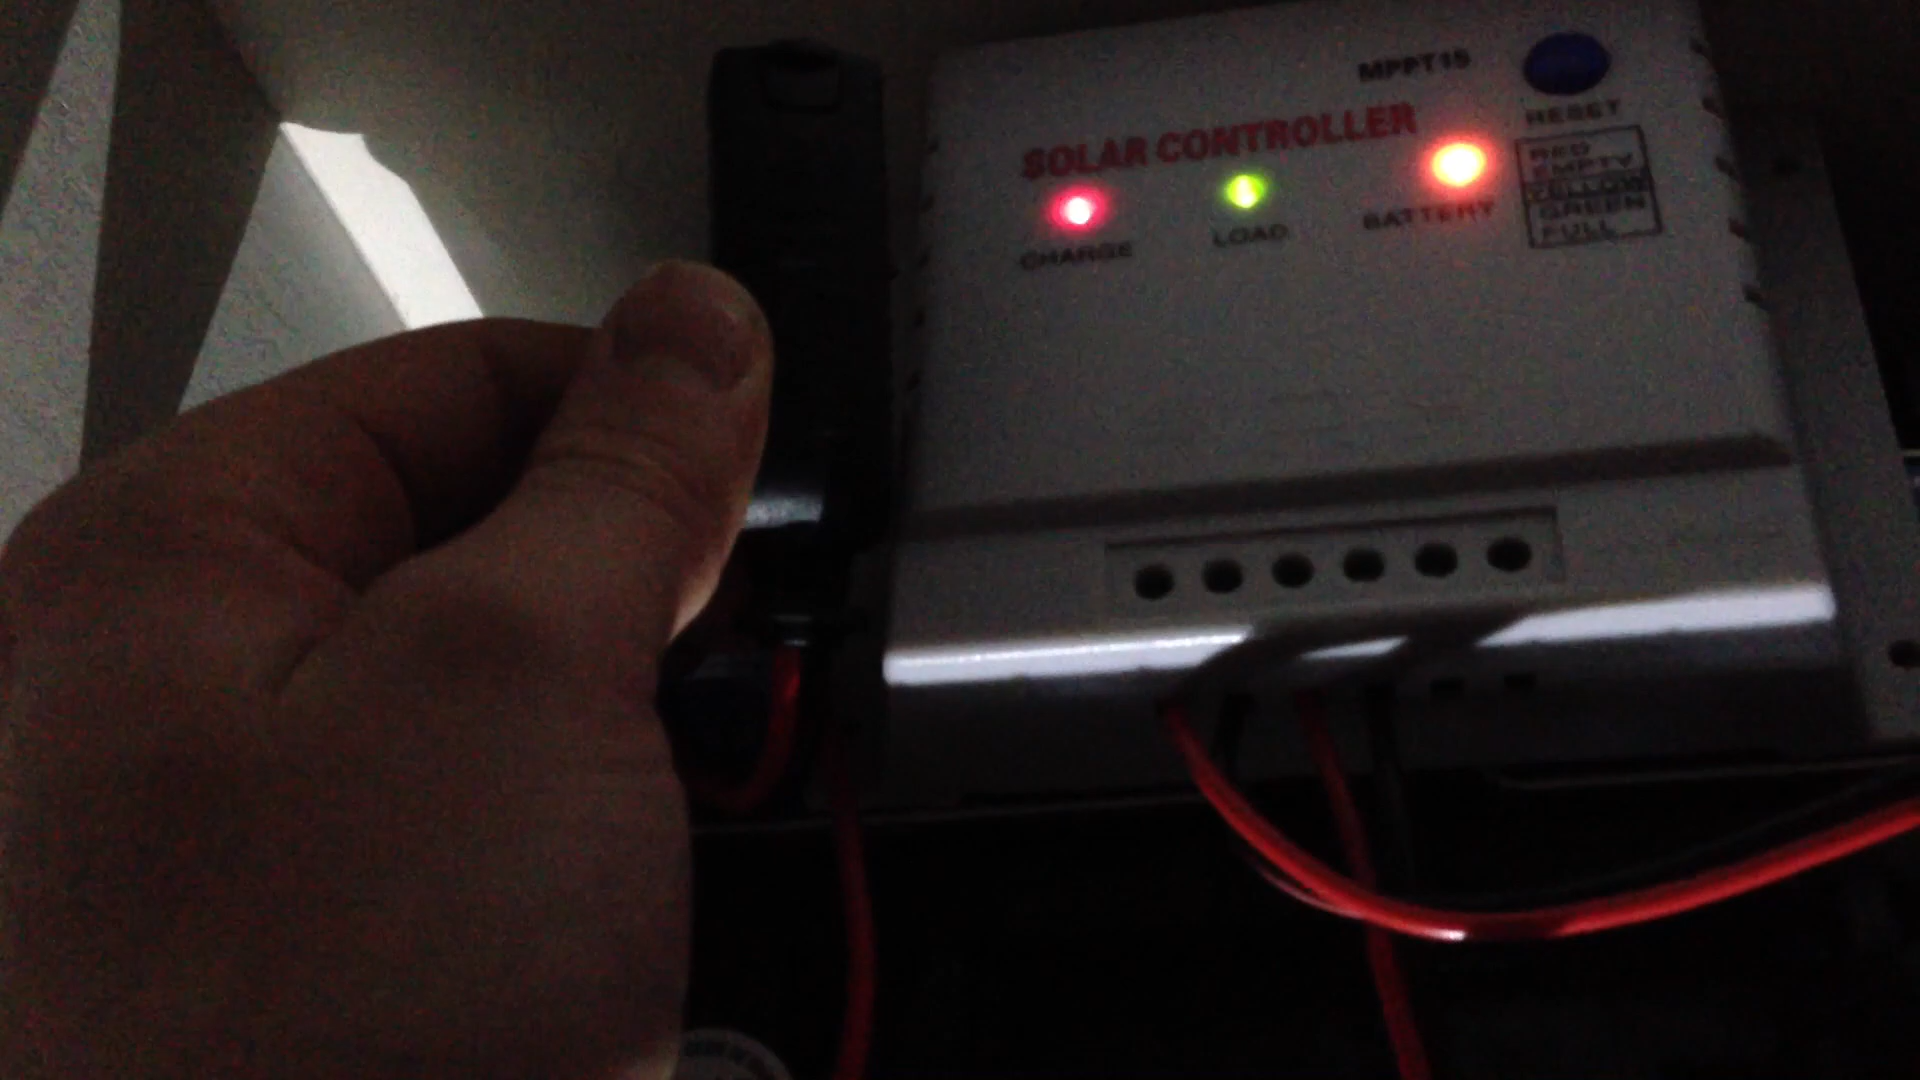 MPPT15
SOLAR CONTROLLER
RESET
RED
EMPTY
YELLOW
GREEN
FULL
CHARGE
LOAD
BATTERY